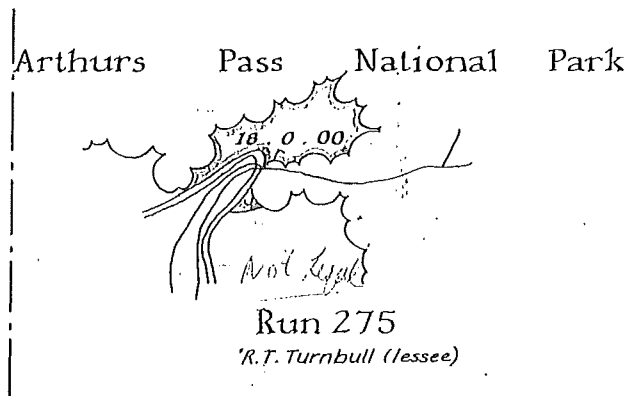 Arthurs Pass National Park
18 . 0 . 00
Not Legal
Run 275
R.T. Turnbull (lessee)